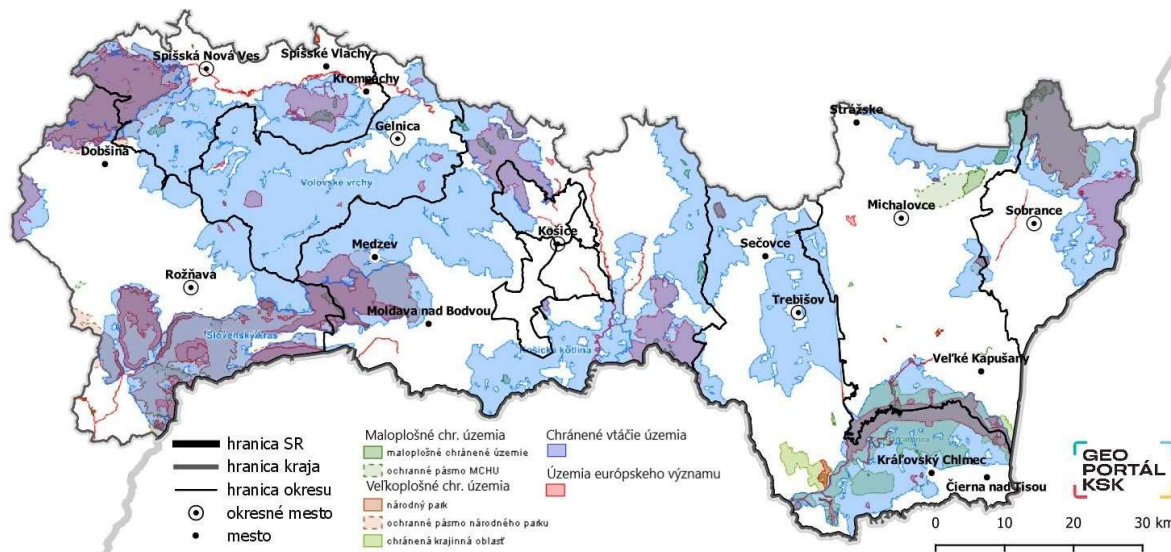 Spišská Nová Ves
Spišské Vlachy
Krompachy
Strážske
Gelnica
Dobšiná
Volovské vrchy
Michalovce
Sobrance
Košice
Medzev
Sečovce
Rožňava
Trebišov
Moldava nad Bodvou
Slovenský kras
Košická kotlina
Veľké Kapušany
Kráľovský Chlmec
Čierna nad Tisou
hranica SR
hranica kraja
hranica okresu
okresné mesto
mesto
Maloplošné chr. územia
maloplošné chránené územie
ochranné pásmo MCHU
Veľkoplošné chr. územia
národný park
ochranné pásmo národného parku
chránená krajinná oblasť
Chránené vtáčie územia
Územia európskeho významu
GEO
PORTÁL
KSK
0 10 20 30 km